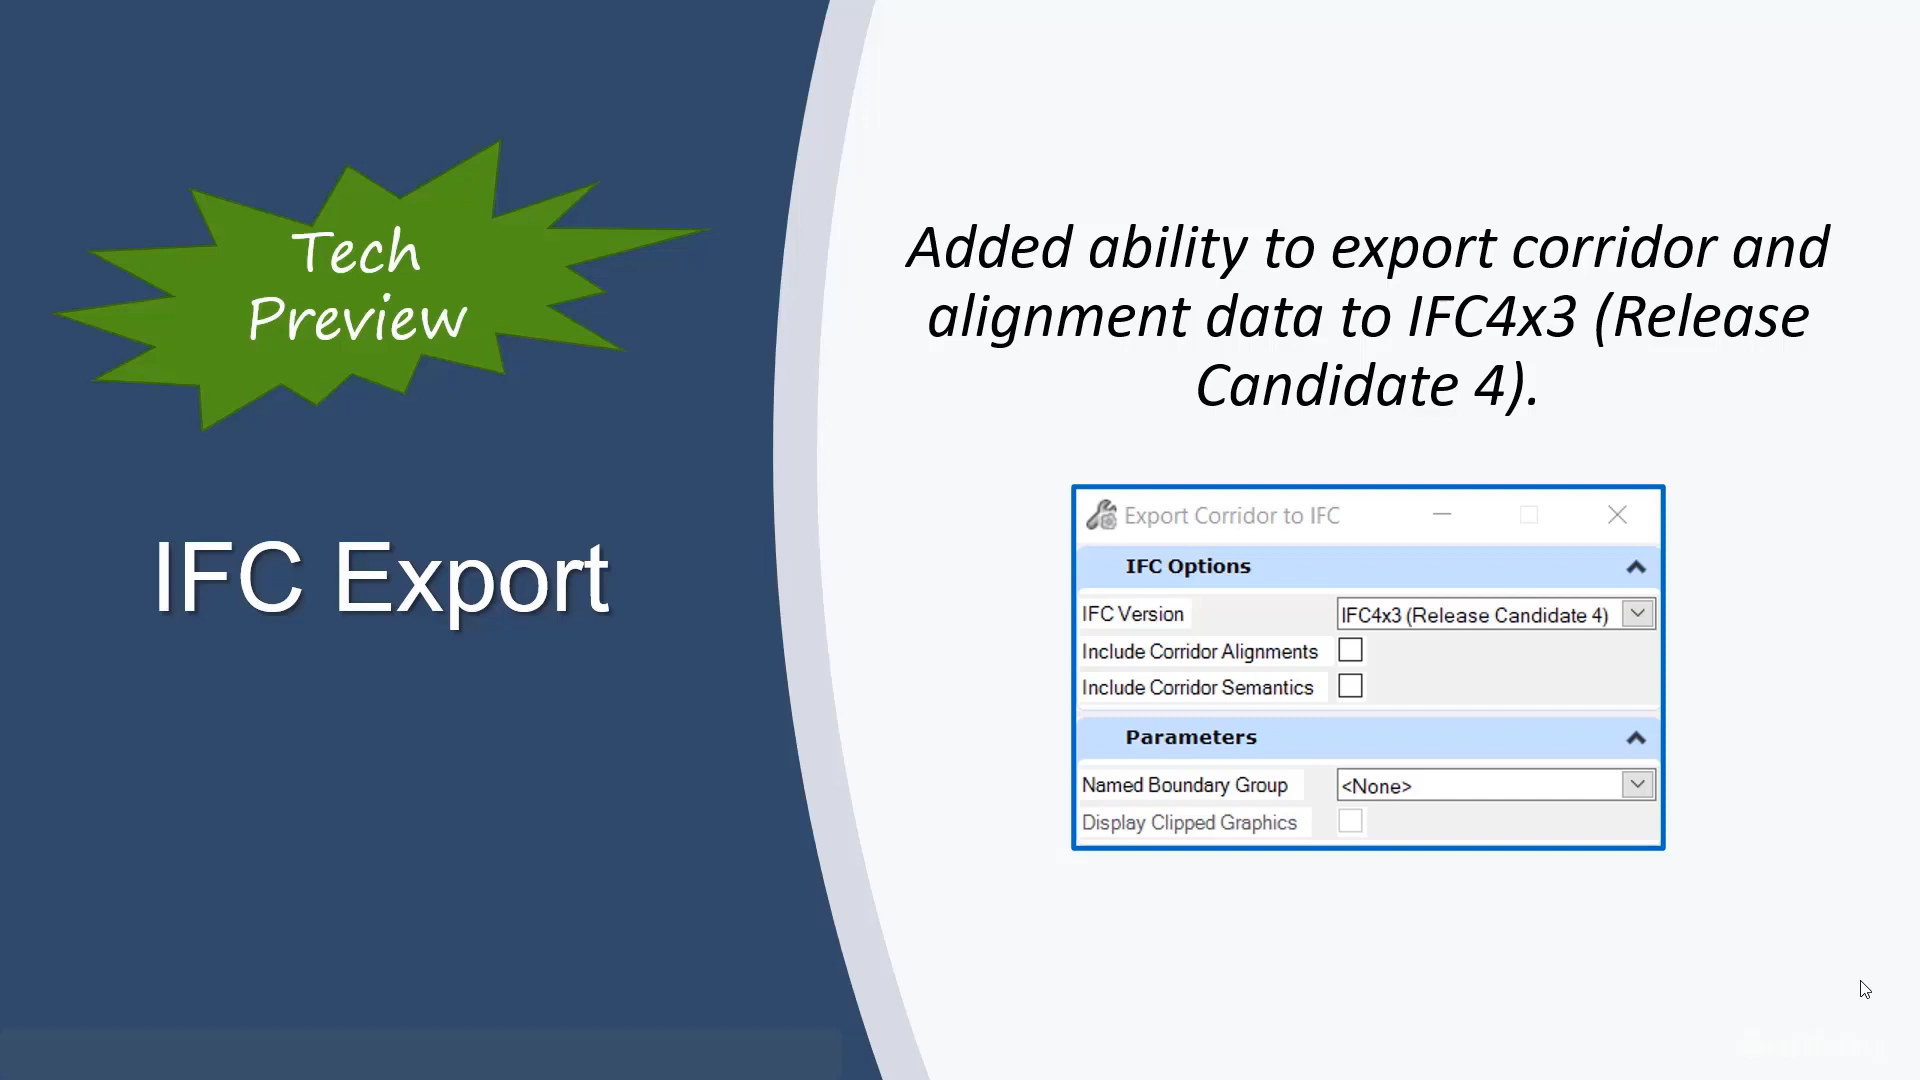 Tech
Preview
IFC Export
Added ability to export corridor and
alignment data to IFC4x3 (Release
Candidate 4).
Export Corridor to IFC
IFC Options
IFC Version
IFC4x3 (Release Candidate 4)
Include Corridor Alignments
Include Corridor Semantics
Parameters
Named Boundary Group
<None>
Display Clipped Graphics